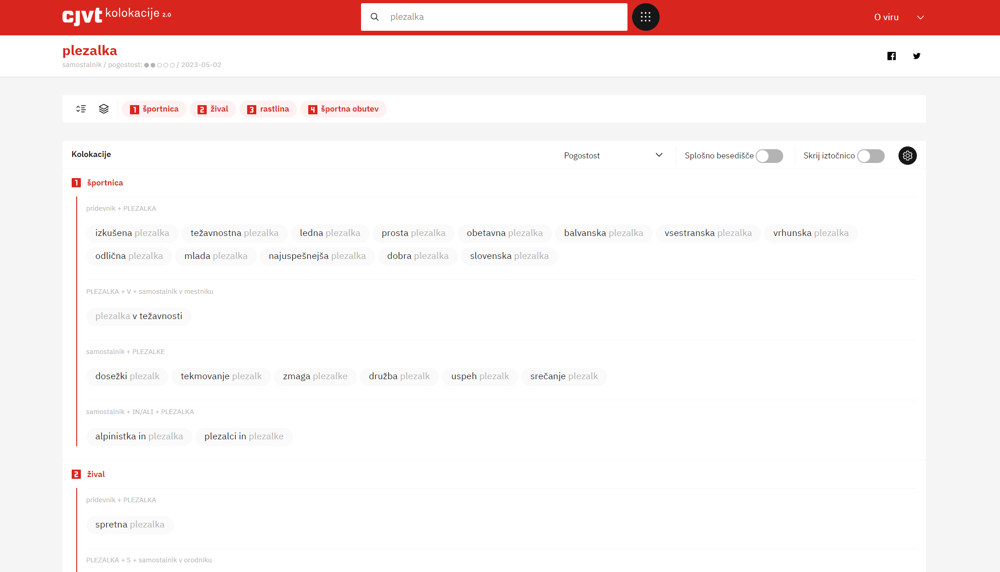 cjvt kolokacije 2.0
plezalka
O viru
plezalka
samostalnik / pogostost: / 2023-05-02
1 športnica 2 žival 3 rastlina 4 športna obutev
Kolokacije Pogostost Splošno besedišče Skrij iztočnico
1 športnica
pridevnik + PLEZALKA
izkušena plezalka težavnostna plezalka ledna plezalka prosta plezalka obetavna plezalka balvanska plezalka vsestranska plezalka vrhunska plezalka
odlična plezalka mlada plezalka najuspešnejša plezalka dobra plezalka slovenska plezalka
PLEZALKA + V + samostalnik v mestniku
plezalka v težavnosti
samostalnik + PLEZALKE
dosežki plezalk tekmovanje plezalk zmaga plezalke družba plezalk uspeh plezalk srečanje plezalk
samostalnik + IN/ALI + PLEZALKA
alpinistka in plezalka plezalci in plezalke
2 žival
pridevnik + PLEZALKA
spretna plezalka
PLEZALKA + S + samostalnik v orodniku